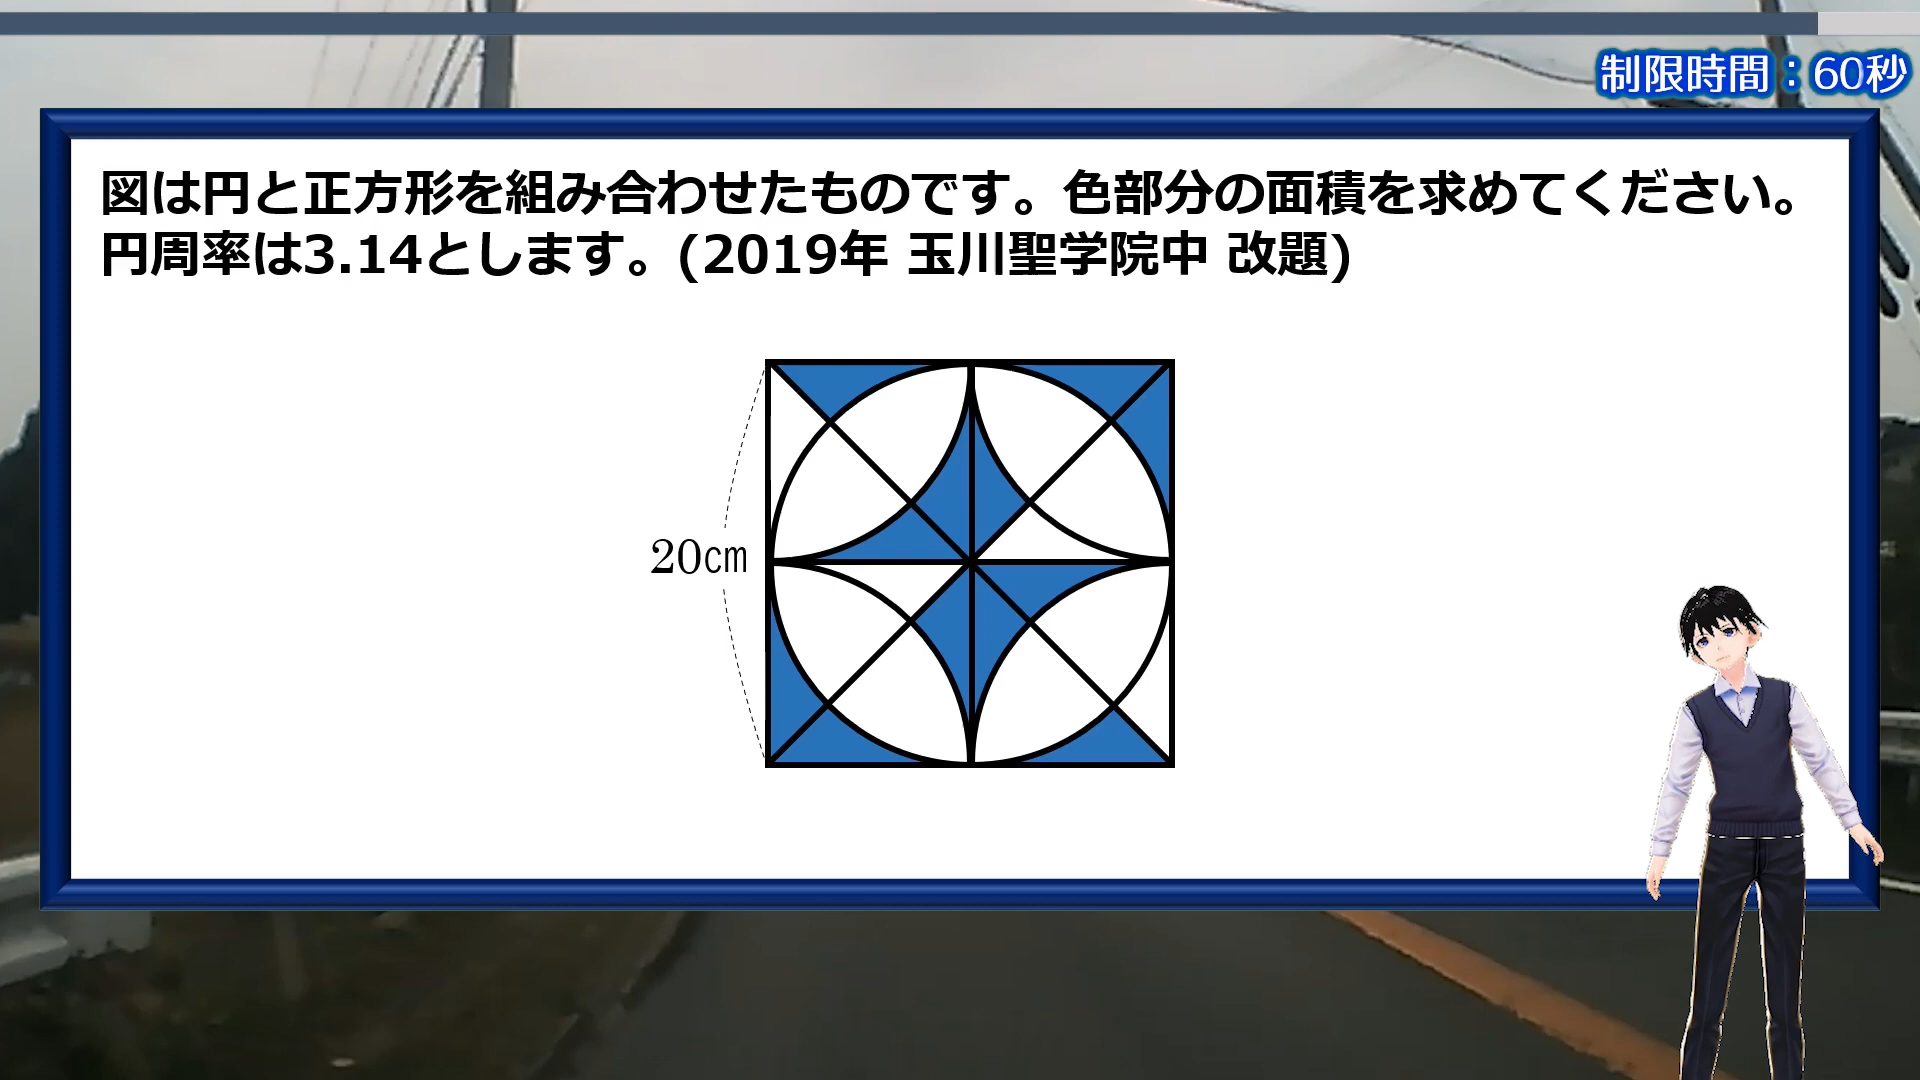 制限時間：60秒
図は円と正方形を組み合わせたものです。色部分の面積を求めてください。
円周率は3.14とします。(2019年 玉川聖学院中 改題)
20㎝